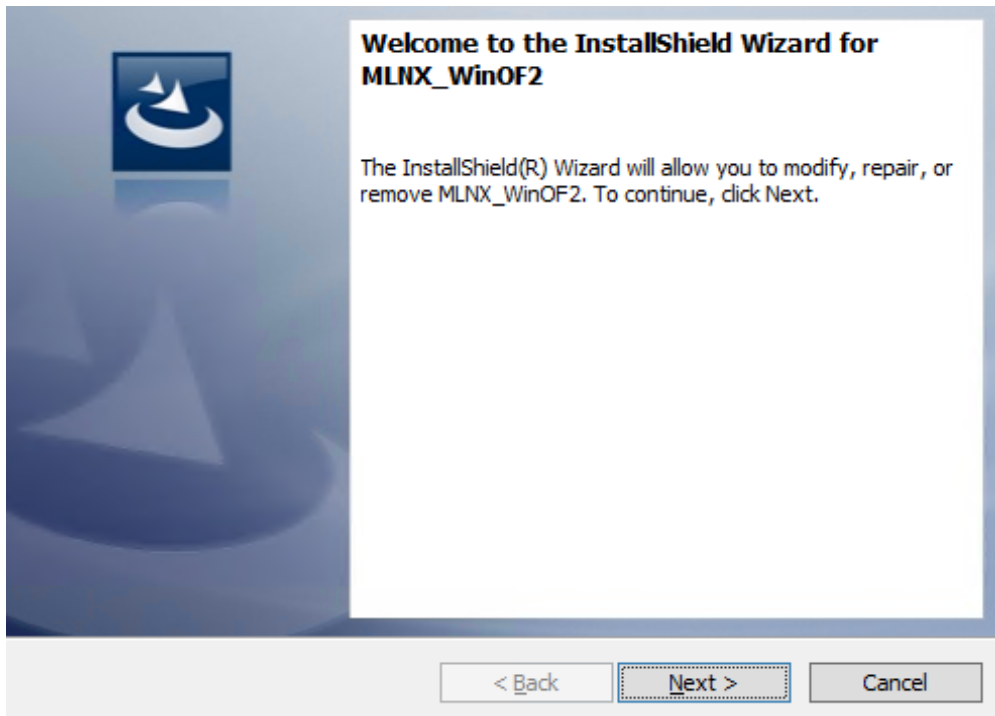 Welcome to the InstallShield Wizard for
MLNX_WinOF2
The InstallShield(R) Wizard will allow you to modify, repair, or
remove MLNX_WinOF2. To continue, click Next.
< Back
Next >
Cancel